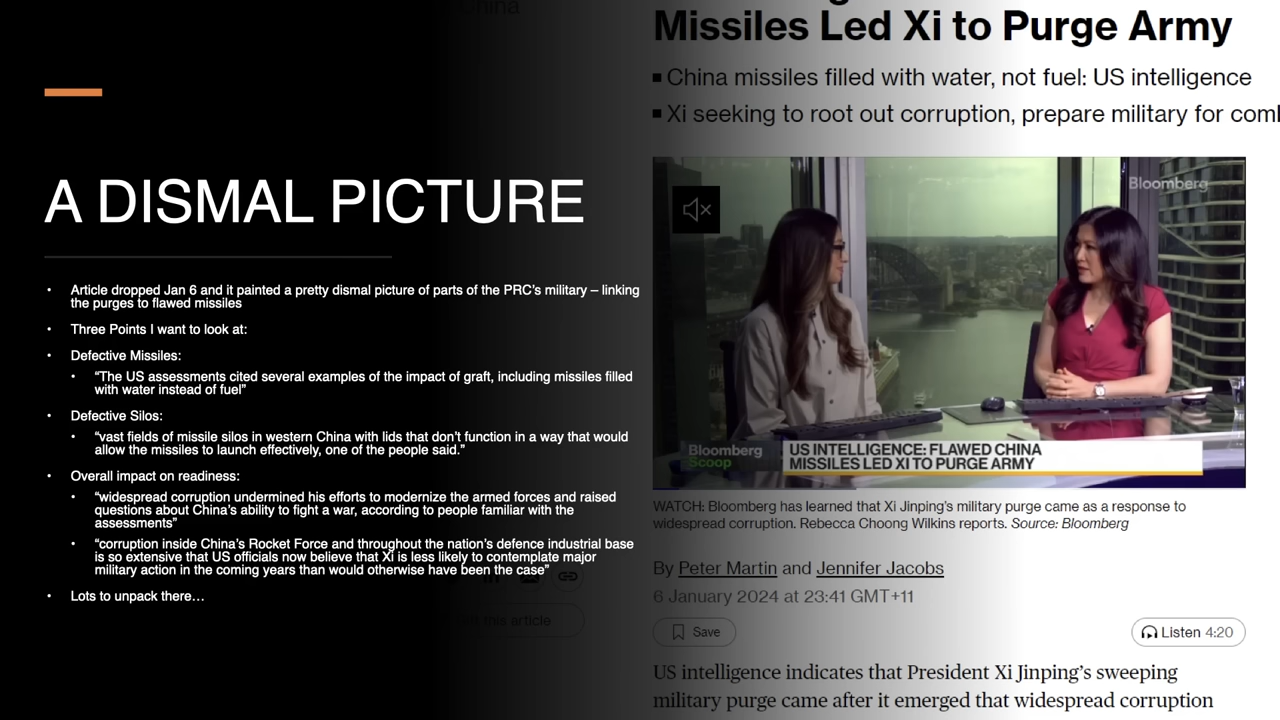 China
A DISMAL PICTURE
• Article dropped Jan 6 and it painted a pretty dismal picture of parts of the PRC's military – linking
the purges to flawed missiles
• Three Points I want to look at:
• Defective Missiles:
• “The US assessments cited several examples of the impact of graft, including missiles filled
with water instead of fuel”
• Defective Silos:
• “vast fields of missile silos in western China with lids that don’t function in a way that would
allow the missiles to launch effectively, one of the people said.”
• Overall impact on readiness:
• “widespread corruption undermined his efforts to modernize the armed forces and raised
questions about China’s ability to fight a war, according to people familiar with the
assessments”
• “corruption inside China’s Rocket Force and throughout the nation’s defence industrial base
is so extensive that US officials now believe that Xi is less likely to contemplate major
military action in the coming years than would otherwise have been the case”
• Lots to unpack there…
this article
Missiles Led Xi to Purge Army
▪ China missiles filled with water, not fuel: US intelligence
▪ Xi seeking to root out corruption, prepare military for
Bloomberg
Bloomberg
Scoop
US INTELLIGENCE: FLAWED CHINA
MISSILES LED XI TO PURGE ARMY
WATCH: Bloomberg has learned that Xi Jinping’s military purge came as a response to
widespread corruption. Rebecca Choong Wilkins reports. Source: Bloomberg
By Peter Martin and Jennifer Jacobs
6 January 2024 at 23:41 GMT+11
Save
Listen 4:20
US intelligence indicates that President Xi Jinping’s sweeping
military purge came after it emerged that widespread corruption